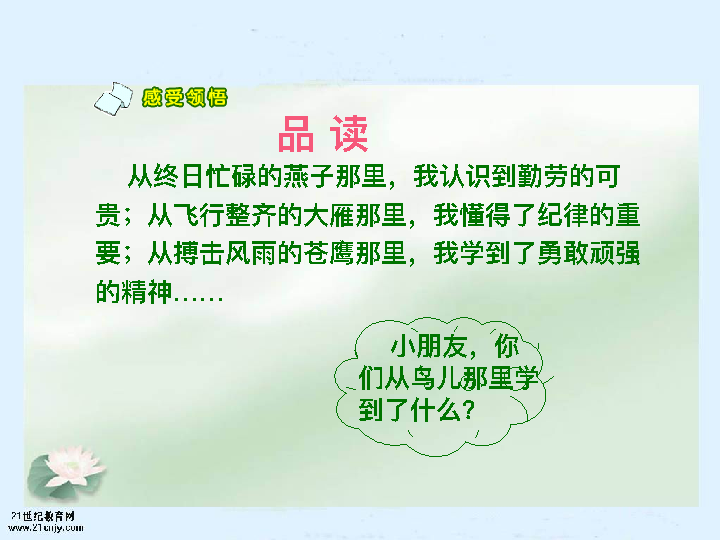 感受领悟
品 读
从终日忙碌的燕子那里，我认识到勤劳的可
贵；从飞行整齐的大雁那里，我懂得了纪律的重
要；从搏击风雨的苍鹰那里，我学到了勇敢顽强
的精神……
小朋友，你
们从鸟儿那里学
到了什么？
21世纪教育网
www.21cnjy.com